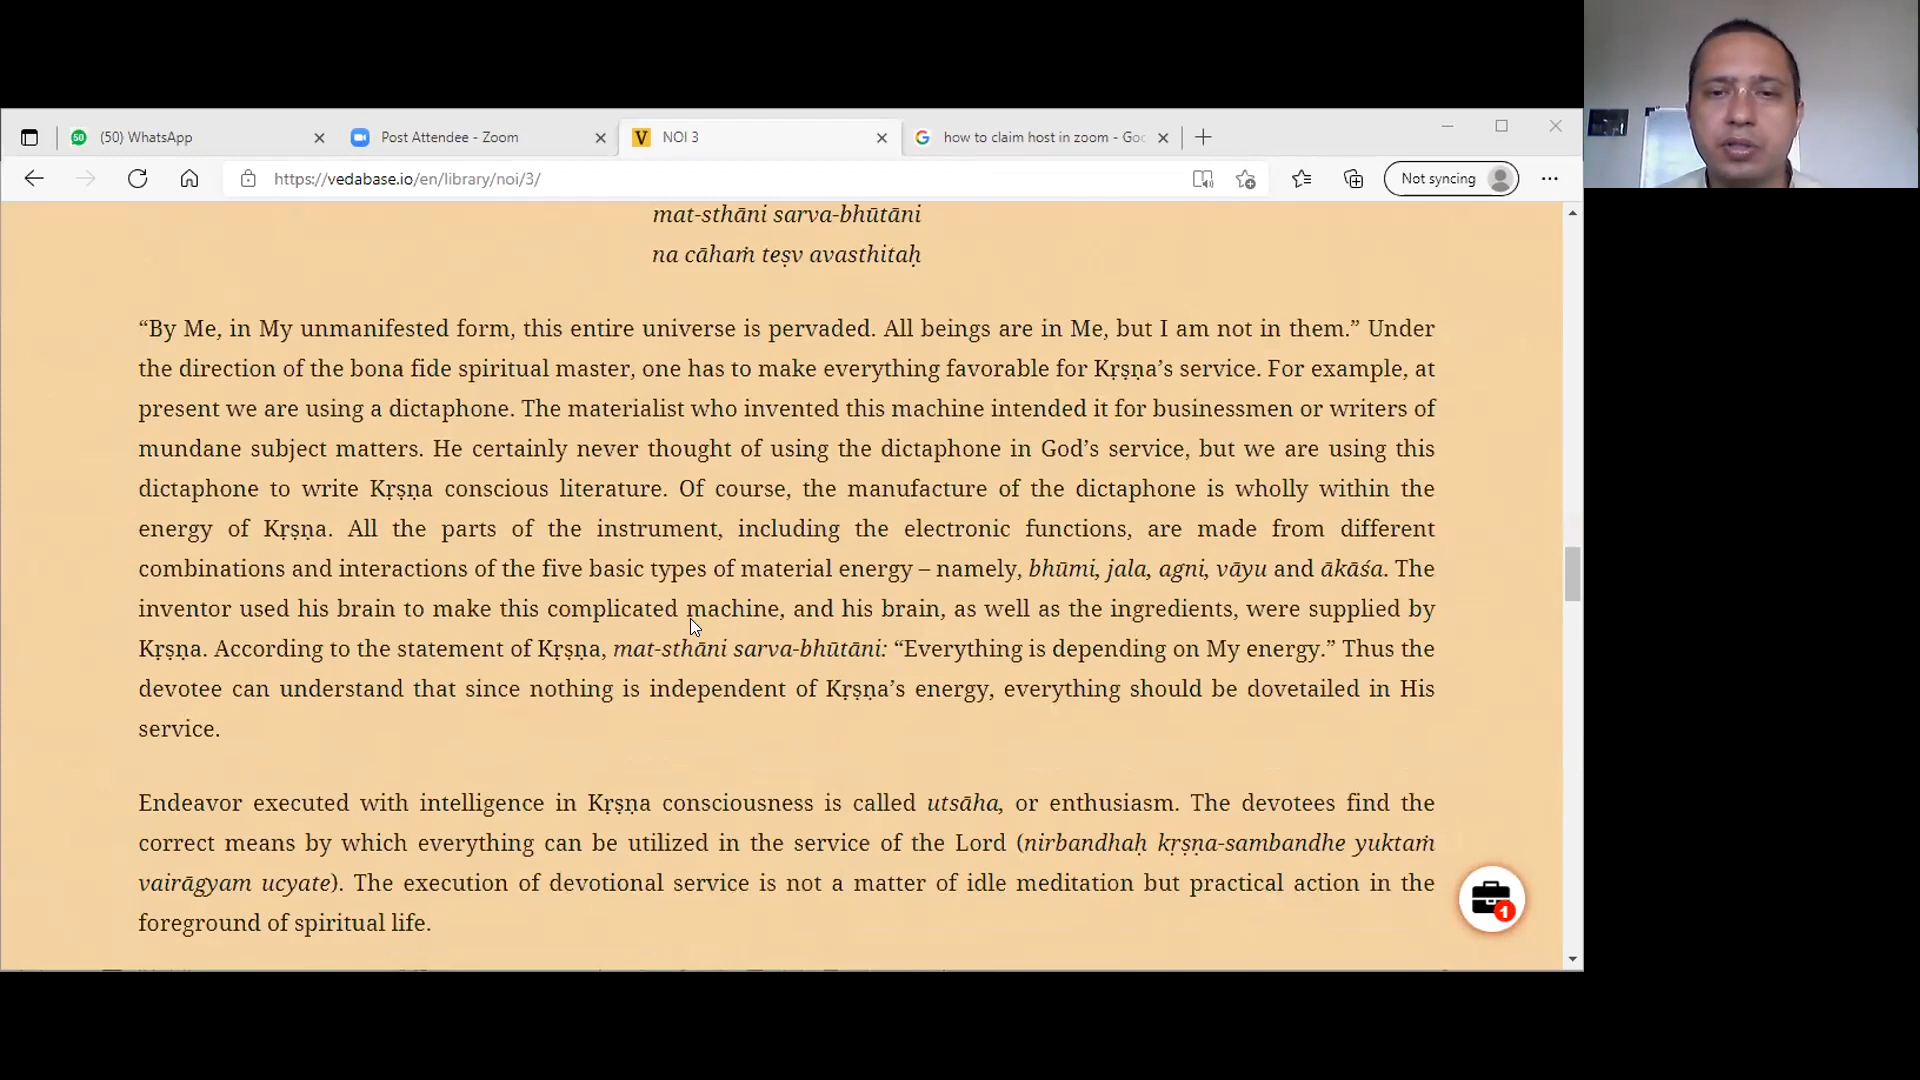 50 (50) WhatsApp
Post Attendee - Zoom
V NOI 3
how to claim host in zoom - Goo
https://vedabase.io/en/library/noi/3/
Not syncing
mat-sthāni sarva-bhūtāni
na cāhaṁ teṣv avasthitaḥ
“By Me, in My unmanifested form, this entire universe is pervaded. All beings are in Me, but I am not in them.” Under
the direction of the bona fide spiritual master, one has to make everything favorable for Kṛṣṇa’s service. For example, at
present we are using a dictaphone. The materialist who invented this machine intended it for businessmen or writers of
mundane subject matters. He certainly never thought of using the dictaphone in God’s service, but we are using this
dictaphone to write Kṛṣṇa conscious literature. Of course, the manufacture of the dictaphone is wholly within the
energy of Kṛṣṇa. All the parts of the instrument, including the electronic functions, are made from different
combinations and interactions of the five basic types of material energy – namely, bhūmi, jala, agni, vāyu and ākāśa. The
inventor used his brain to make this complicated machine, and his brain, as well as the ingredients, were supplied by
Kṛṣṇa. According to the statement of Kṛṣṇa, mat-sthāni sarva-bhūtāni: “Everything is depending on My energy.” Thus the
devotee can understand that since nothing is independent of Kṛṣṇa’s energy, everything should be dovetailed in His
service.
Endeavor executed with intelligence in Kṛṣṇa consciousness is called utsāha, or enthusiasm. The devotees find the
correct means by which everything can be utilized in the service of the Lord (nirbandhaḥ kṛṣṇa-sambandhe yuktaṁ
vairāgyam ucyate). The execution of devotional service is not a matter of idle meditation but practical action in the
foreground of spiritual life.
1